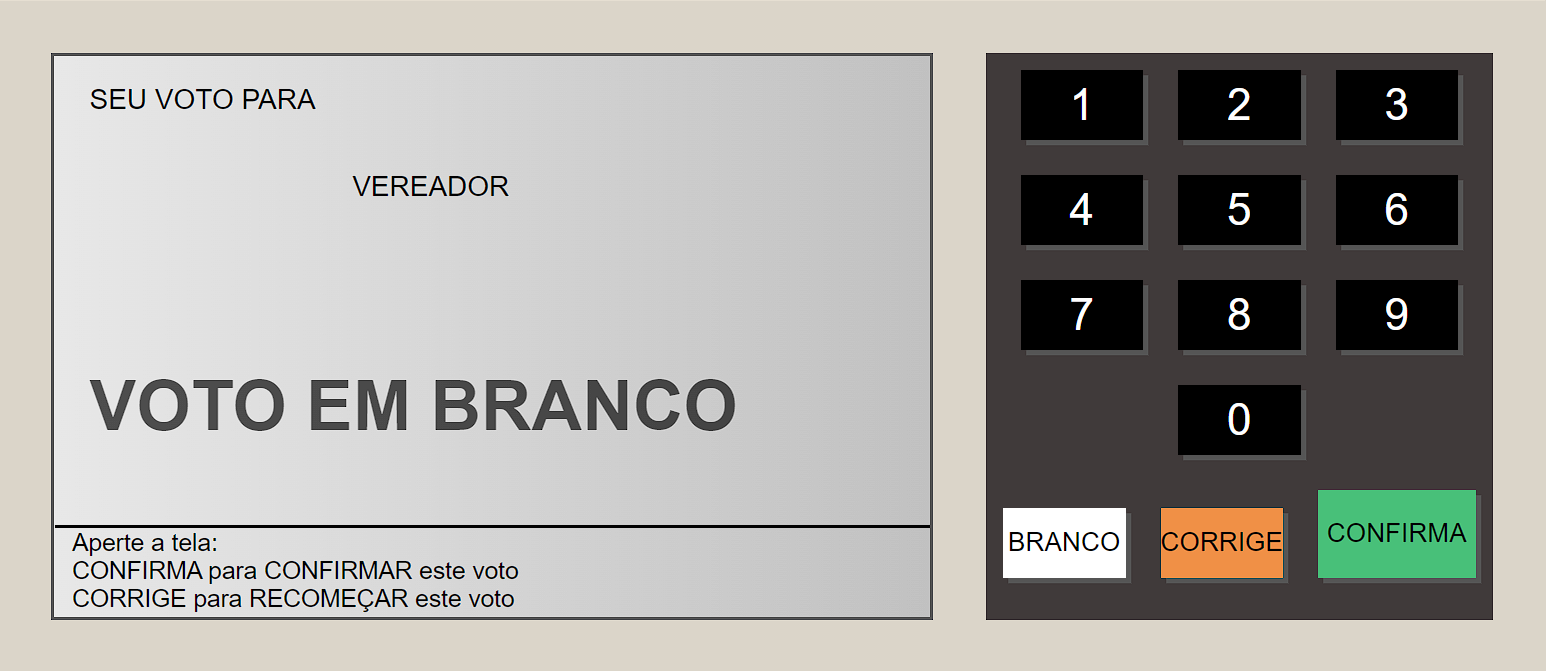 SEU VOTO PARA
VEREADOR
VOTO EM BRANCO
Aperte a tela:
CONFIRMA para CONFIRMAR este voto
CORRIGE para RECOMEÇAR este voto
1 2 3
4 5 6
7 8 9
0
BRANCO CORRIGE CONFIRMA